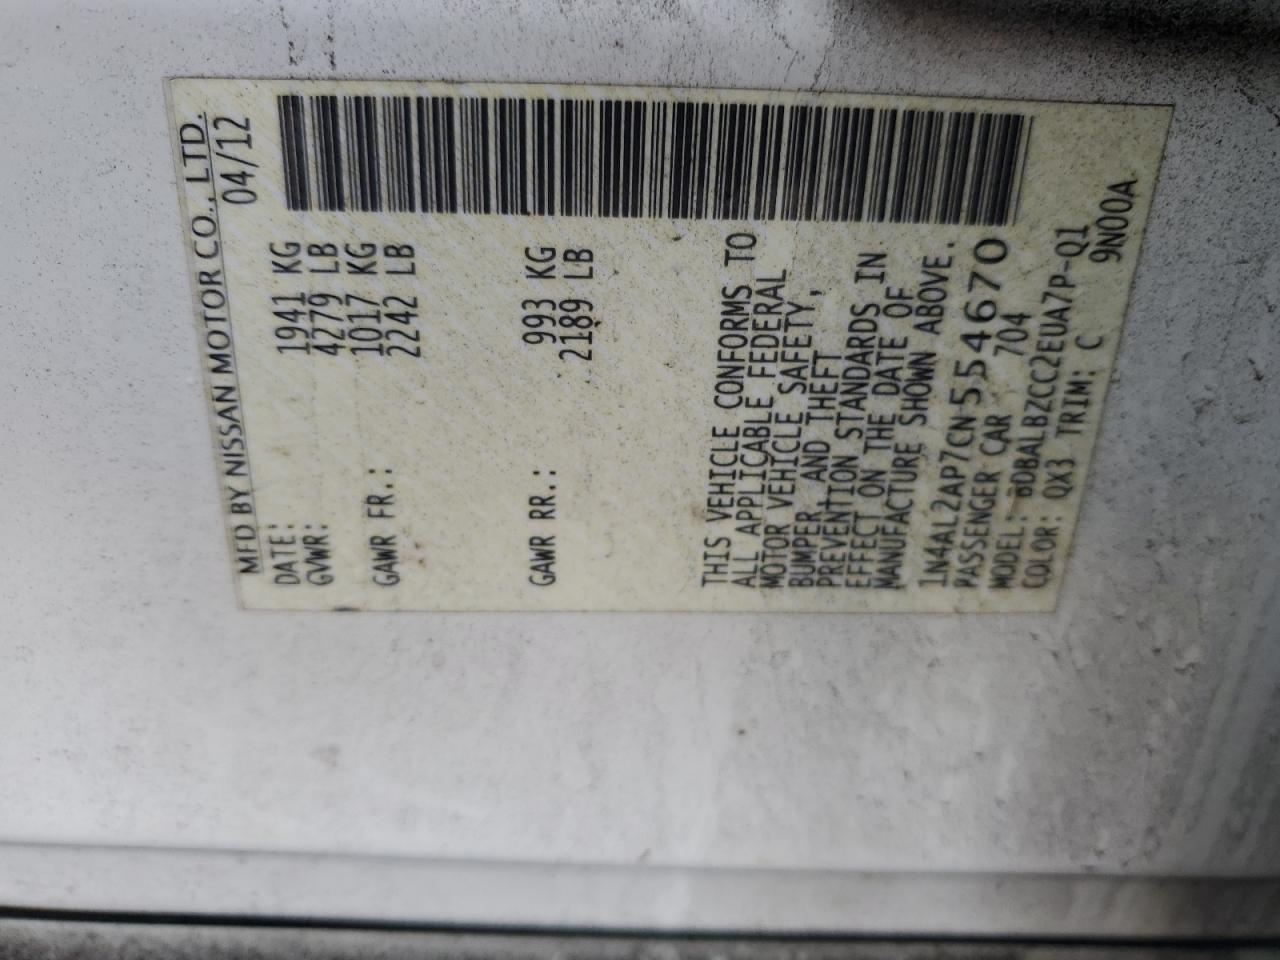 MFD BY NISSAN MOTOR CO., LTD.
DATE: 04/12
GVWR: 1941 KG
4279 LB
GAWR FR.: 1017 KG
2242 LB
GAWR RR.: 993 KG
2189 LB
THIS VEHICLE CONFORMS TO
ALL APPLICABLE FEDERAL
MOTOR VEHICLE SAFETY,
BUMPER, AND THEFT
PREVENTION STANDARDS IN
EFFECT ON THE DATE OF
MANUFACTURE SHOWN ABOVE.
1N4AL2AP7CN554670
PASSENGER CAR 704
MODEL: BDBALBZCC2EUA7P-Q1
COLOR: QX3 TRIM: C 9N00A